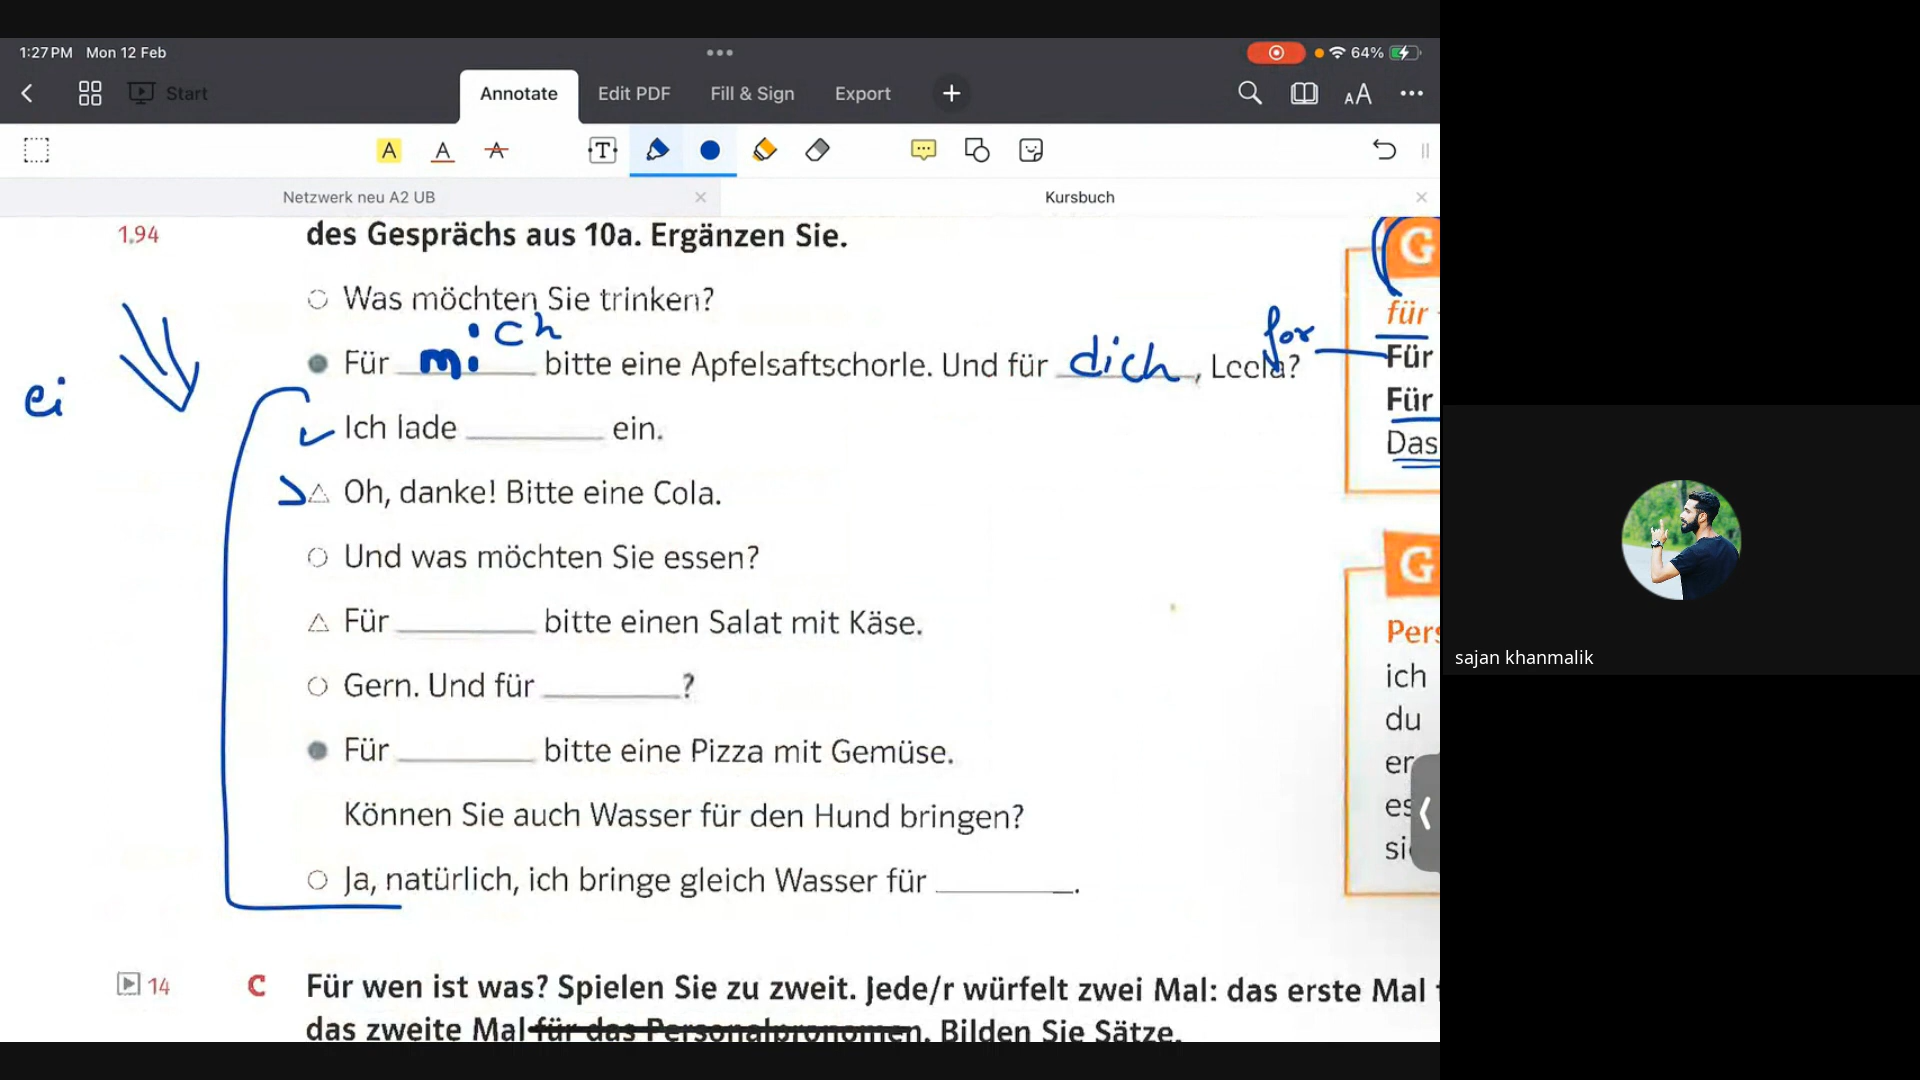 1:27 PM Mon 12 Feb
64%
Start
Annotate
Edit PDF
Fill & Sign
Export
Netzwerk neu A2 UB
Kursbuch
1.94
des Gesprächs aus 10a. Ergänzen Sie.
Was möchten Sie trinken?
Für mich bitte eine Apfelsaftschorle. Und für dich, Leela?
for
ei
Ich lade ein.
Oh, danke! Bitte eine Cola.
Und was möchten Sie essen?
Für bitte einen Salat mit Käse.
Gern. Und für ?
Für bitte eine Pizza mit Gemüse.
Können Sie auch Wasser für den Hund bringen?
Ja, natürlich, ich bringe gleich Wasser für .
G
für
Für
Für
Das
G
Pers
ich
du
er
es
si
14
C Für wen ist was? Spielen Sie zu zweit. Jede/r würfelt zwei Mal: das erste Mal
das zweite Mal für das Personalpronomen. Bilden Sie Sätze.
sajan khanmalik